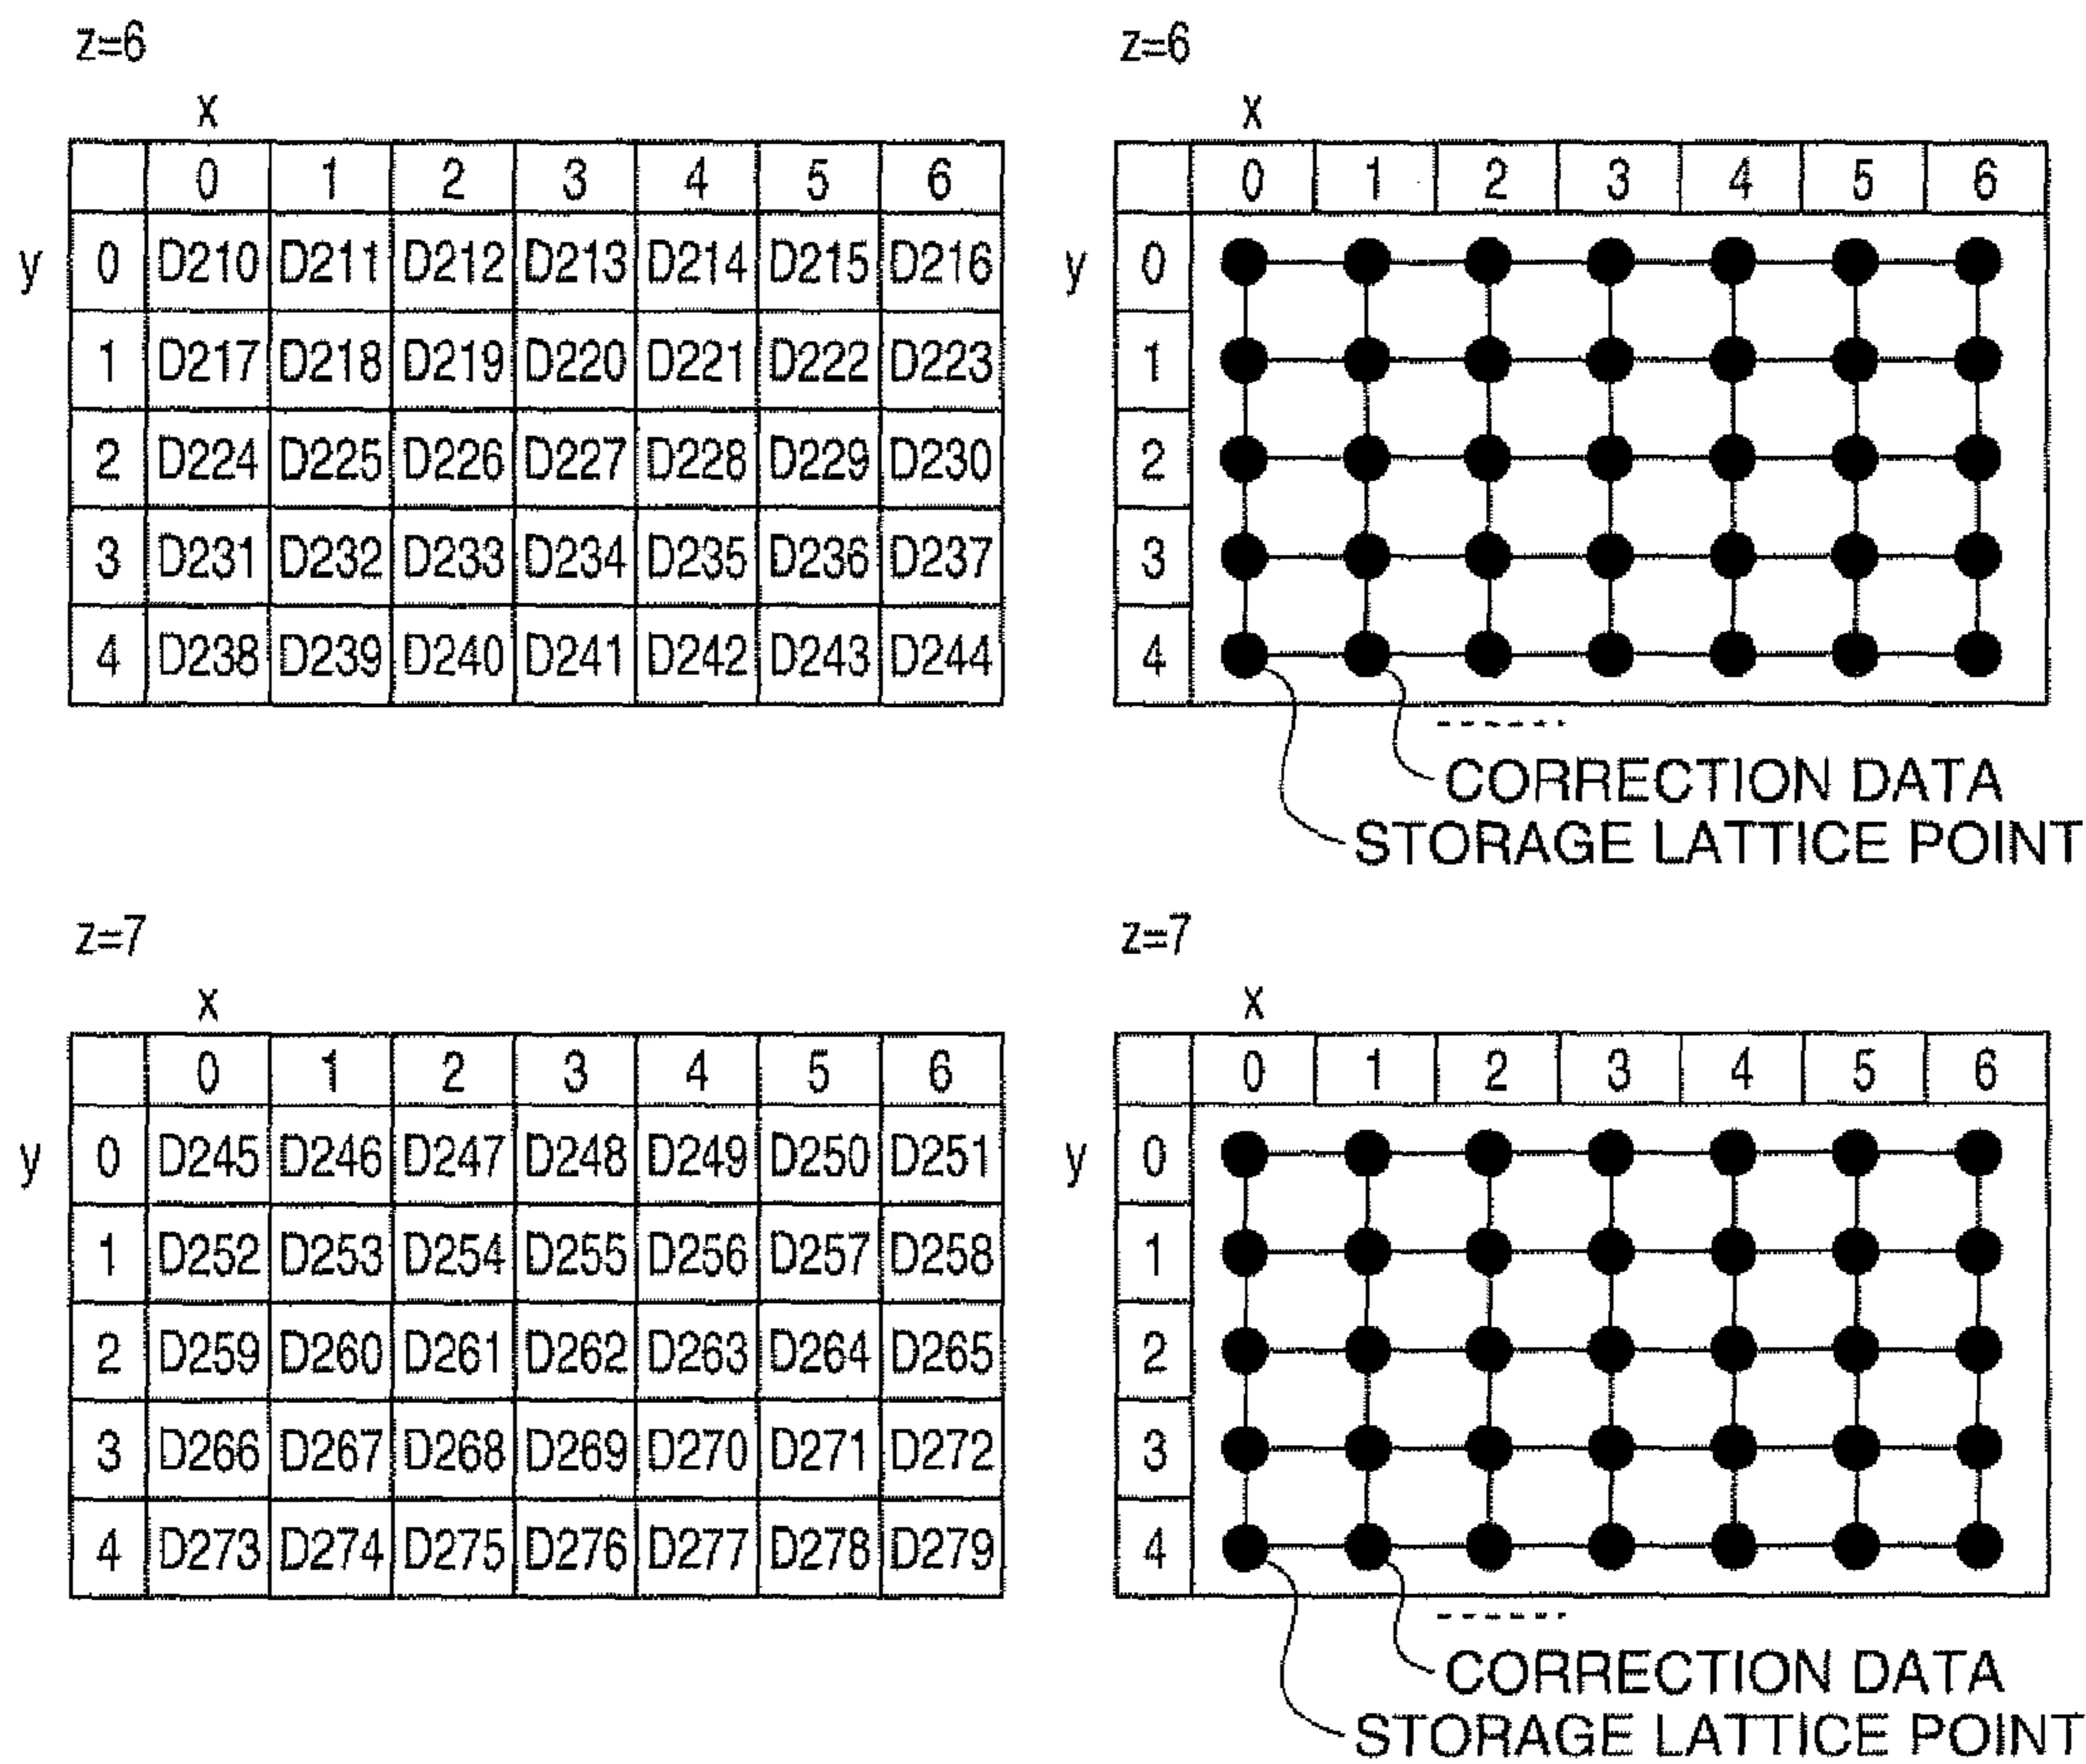 z=6
x
0 1 2 3 4 5 6
y 0 D210 D211 D212 D213 D214 D215 D216
1 D217 D218 D219 D220 D221 D222 D223
2 D224 D225 D226 D227 D228 D229 D230
3 D231 D232 D233 D234 D235 D236 D237
4 D238 D239 D240 D241 D242 D243 D244
z=6
x
0 1 2 3 4 5 6
y 0
1
2
3
4
CORRECTION DATA
STORAGE LATTICE POINT
z=7
x
0 1 2 3 4 5 6
y 0 D245 D246 D247 D248 D249 D250 D251
1 D252 D253 D254 D255 D256 D257 D258
2 D259 D260 D261 D262 D263 D264 D265
3 D266 D267 D268 D269 D270 D271 D272
4 D273 D274 D275 D276 D277 D278 D279
z=7
x
0 1 2 3 4 5 6
y 0
1
2
3
4
CORRECTION DATA
STORAGE LATTICE POINT